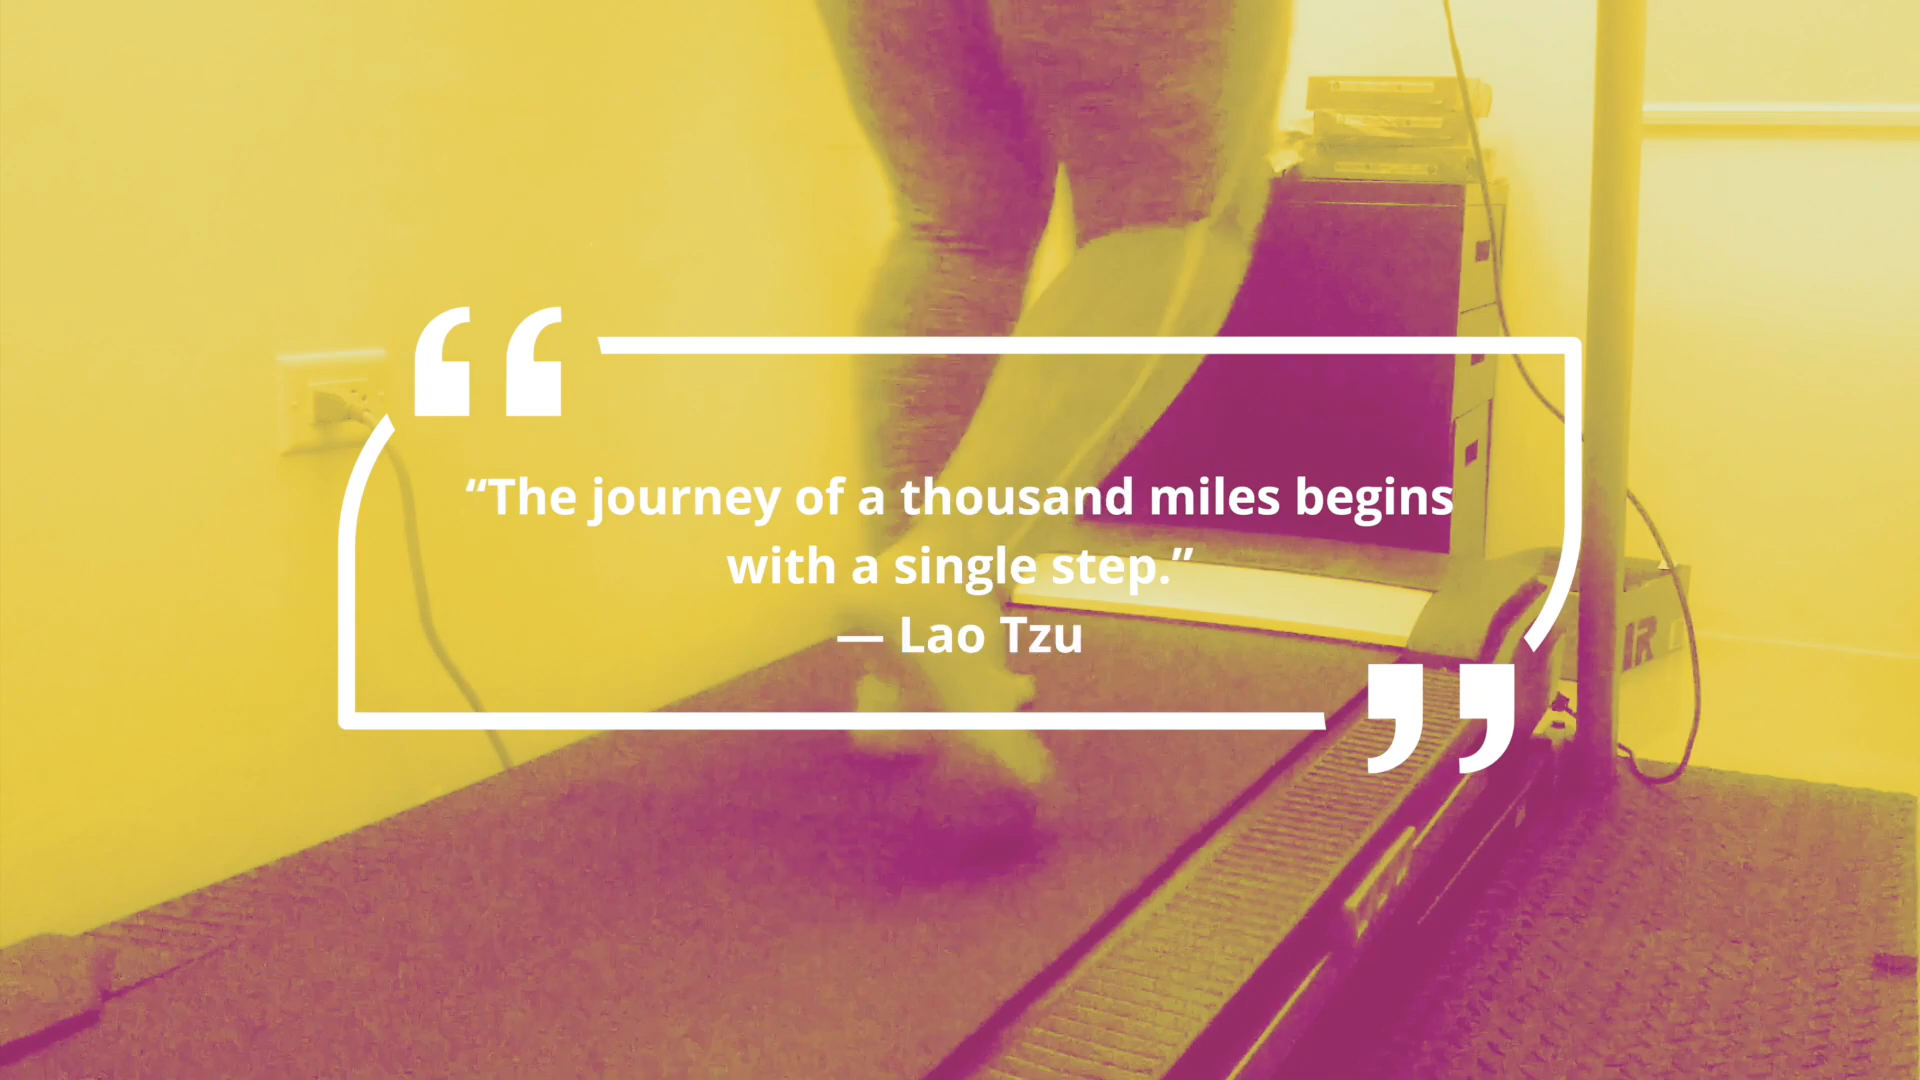 “The journey of a thousand miles begins
with a single step.”
— Lao Tzu